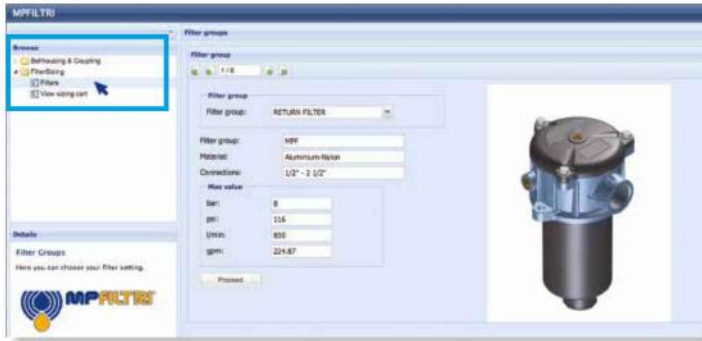 MPFILTRI
Browse
Bellhousing & Coupling
FilterSizing
Filters
View sizing cart
Details
Filter Groups
Here you can choose your filter setting.
MPFILTRI
Filter groups
Filter group
1/8
Filter group
Filter group: RETURN FILTER
Filter group: MPF
Material: Aluminium-Nylon
Connections: 1/2" - 2 1/2"
Max value
bar: 8
psi: 116
l/min: 850
gpm: 224.87
Proceed